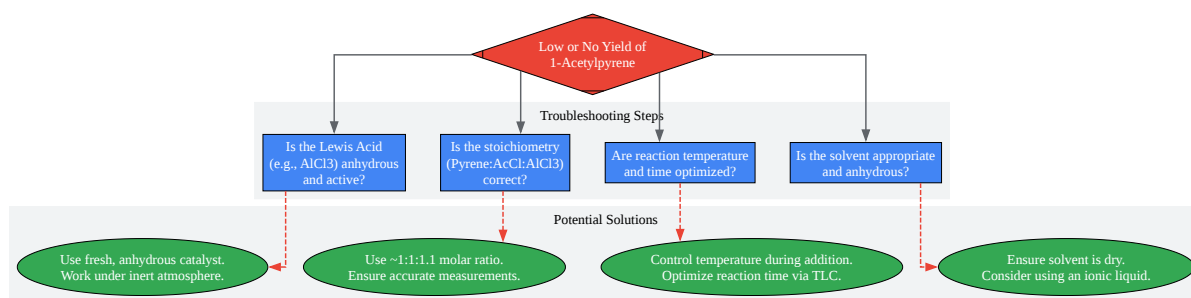 Low or No Yield of
1-Acetylpyrene
Troubleshooting Steps
Is the Lewis Acid
(e.g., AlCl3) anhydrous
and active?
Is the stoichiometry
(Pyrene:AcCl:AlCl3)
correct?
Are reaction temperature
and time optimized?
Is the solvent appropriate
and anhydrous?
Potential Solutions
Use fresh, anhydrous catalyst.
Work under inert atmosphere.
Use ~1:1:1.1 molar ratio.
Ensure accurate measurements.
Control temperature during addition.
Optimize reaction time via TLC.
Ensure solvent is dry.
Consider using an ionic liquid.